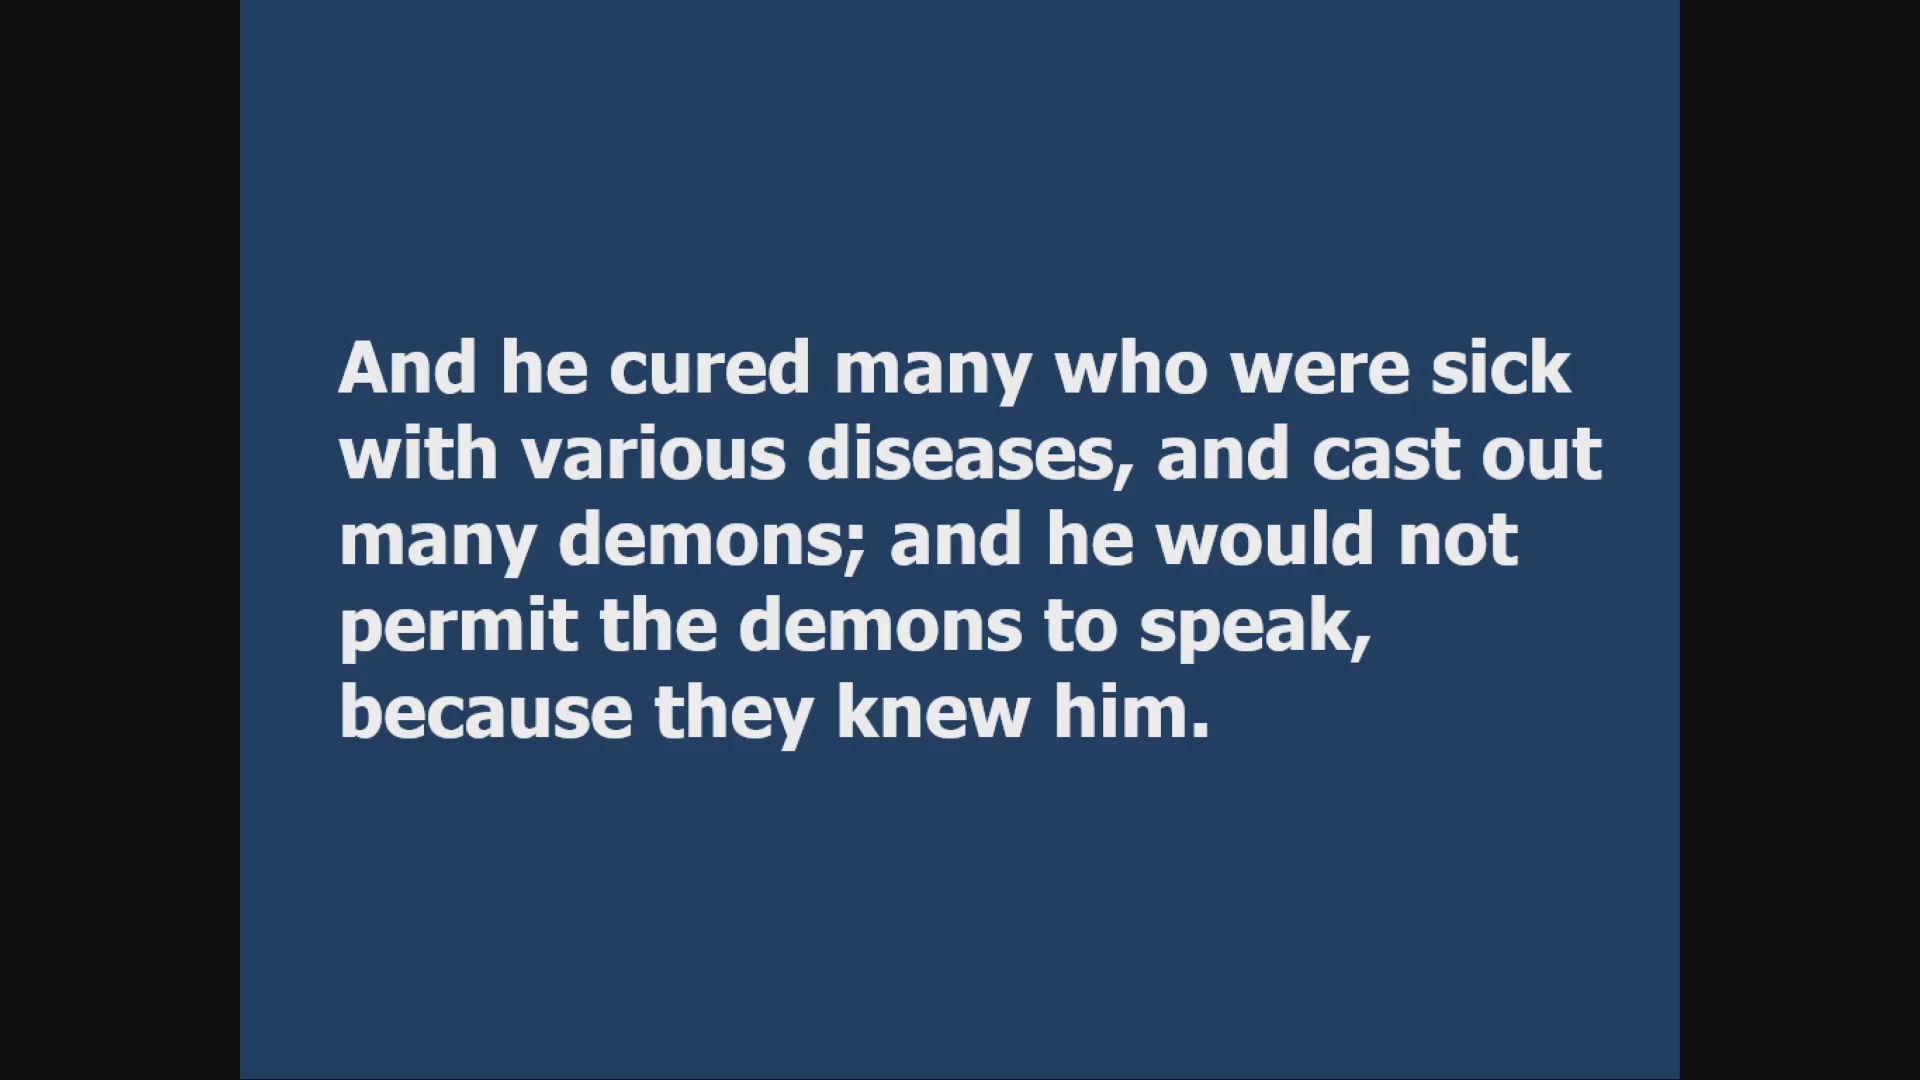 And he cured many who were sick
with various diseases, and cast out
many demons; and he would not
permit the demons to speak,
because they knew him.